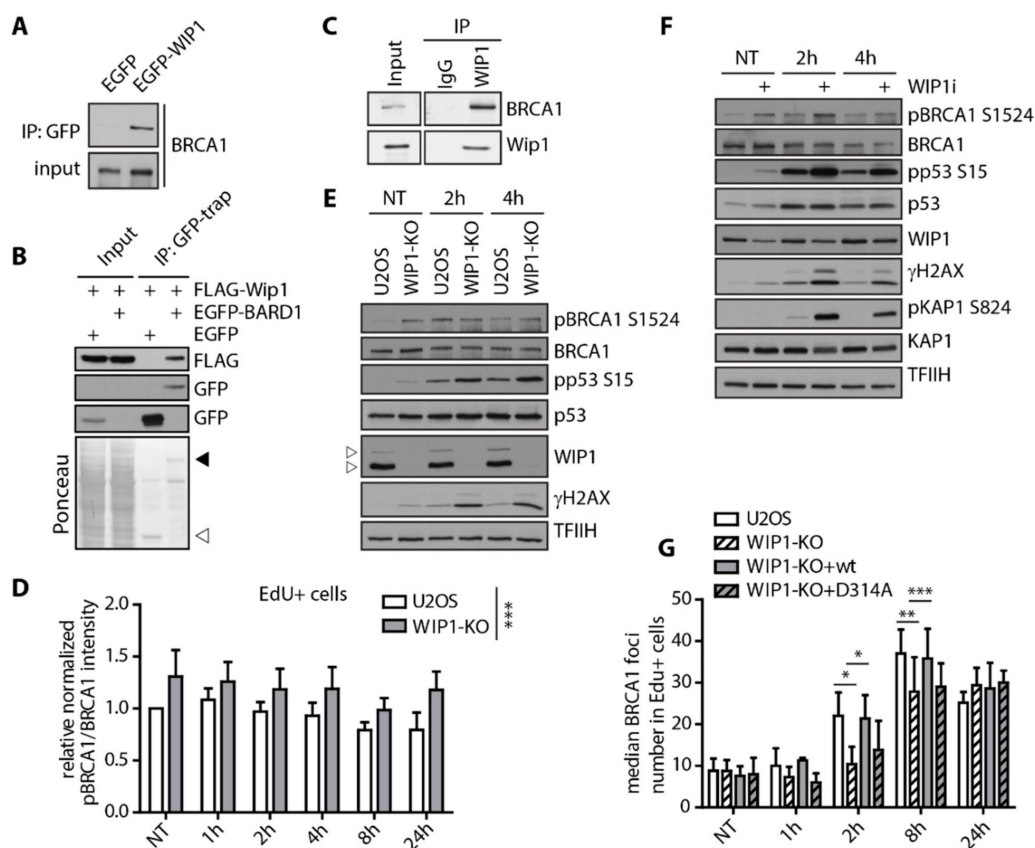 A
EGFP
EGFP-WIP1
IP: GFP
input
BRCA1
B
Input
IP: GFP-trap
+ + + + FLAG-Wip1
+ + EGFP-BARD1
+ + EGFP
FLAG
GFP
GFP
Ponceau
C
IP
Input
IgG
WIP1
BRCA1
Wip1
E
NT 2h 4h
U2OS WIP1-KO U2OS WIP1-KO U2OS WIP1-KO
pBRCA1 S1524
BRCA1
pp53 S15
p53
WIP1
γH2AX
TFIIH
F
NT 2h 4h
+ + + WIP1i
pBRCA1 S1524
BRCA1
pp53 S15
p53
WIP1
γH2AX
pKAP1 S824
KAP1
TFIIH
D
EdU+ cells
U2OS
WIP1-KO
***
relative normalized
pBRCA1/BRCA1 intensity
2.0
1.5
1.0
0.5
0.0
NT 1h 2h 4h 8h 24h
G
U2OS
WIP1-KO
WIP1-KO+wt
WIP1-KO+D314A
median BRCA1 foci
number in Edu+ cells
50
40
30
20
10
0
* *
** ***
NT 1h 2h 8h 24h